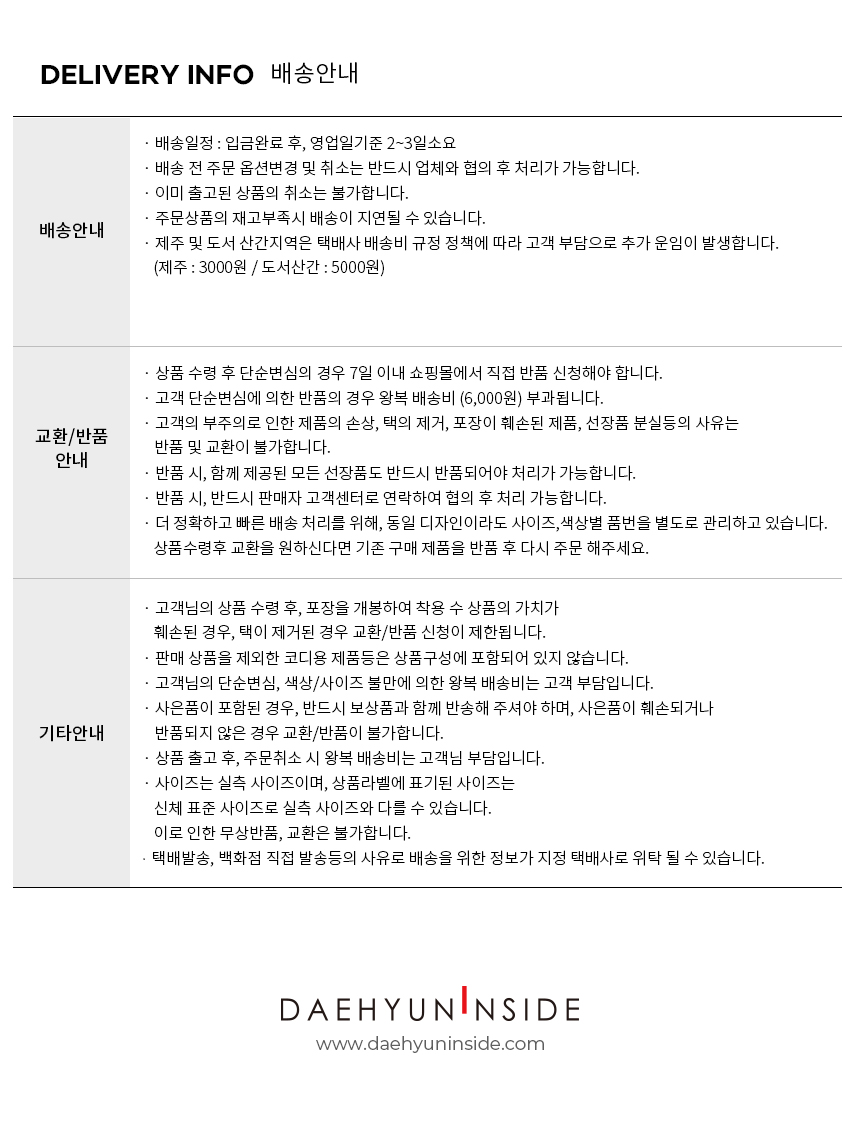 DELIVERY INFO 배송안내
배송안내
· 배송일정 : 입금완료 후, 영업일기준 2~3일소요
· 배송 전 주문 옵션변경 및 취소는 반드시 업체와 협의 후 처리가 가능합니다.
· 이미 출고된 상품의 취소는 불가합니다.
· 주문상품의 재고부족시 배송이 지연될 수 있습니다.
· 제주 및 도서 산간지역은 택배사 배송비 규정 정책에 따라 고객 부담으로 추가 운임이 발생합니다.
(제주 : 3000원 / 도서산간 : 5000원)
교환/반품
안내
· 상품 수령 후 단순변심의 경우 7일 이내 쇼핑몰에서 직접 반품 신청해야 합니다.
· 고객 단순변심에 의한 반품의 경우 왕복 배송비 (6,000원) 부과됩니다.
· 고객의 부주의로 인한 제품의 손상, 택의 제거, 포장이 훼손된 제품, 선장품 분실등의 사유는
반품 및 교환이 불가합니다.
· 반품 시, 함께 제공된 모든 선장품도 반드시 반품되어야 처리가 가능합니다.
· 반품 시, 반드시 판매자 고객센터로 연락하여 협의 후 처리 가능합니다.
· 더 정확하고 빠른 배송 처리를 위해, 동일 디자인이라도 사이즈,색상별 품번을 별도로 관리하고 있습니다.
상품수령후 교환을 원하신다면 기존 구매 제품을 반품 후 다시 주문 해주세요.
기타안내
· 고객님의 상품 수령 후, 포장을 개봉하여 착용 수 상품의 가치가
훼손된 경우, 택이 제거된 경우 교환/반품 신청이 제한됩니다.
· 판매 상품을 제외한 코디용 제품등은 상품구성에 포함되어 있지 않습니다.
· 고객님의 단순변심, 색상/사이즈 불만에 의한 왕복 배송비는 고객 부담입니다.
· 사은품이 포함된 경우, 반드시 보상품과 함께 반송해 주셔야 하며, 사은품이 훼손되거나
반품되지 않은 경우 교환/반품이 불가합니다.
· 상품 출고 후, 주문취소 시 왕복 배송비는 고객님 부담입니다.
· 사이즈는 실측 사이즈이며, 상품라벨에 표기된 사이즈는
신체 표준 사이즈로 실측 사이즈와 다를 수 있습니다.
이로 인한 무상반품, 교환은 불가합니다.
· 택배발송, 백화점 직접 발송등의 사유로 배송을 위한 정보가 지정 택배사로 위탁 될 수 있습니다.
DAEHYUNINSIDE
www.daehyuninside.com